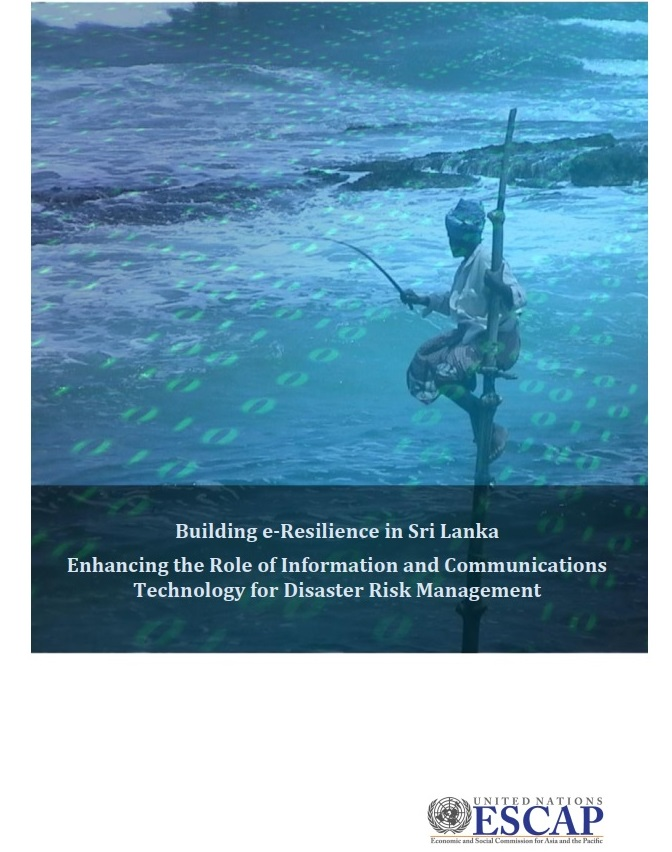 Building e-Resilience in Sri Lanka
Enhancing the Role of Information and Communications
Technology for Disaster Risk Management
UNITED NATIONS
ESCAP
Economic and Social Commission for Asia and the Pacific